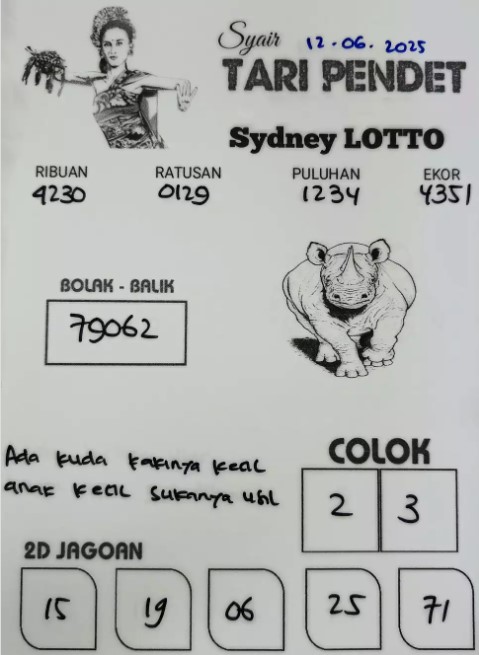 Syair 12.06.2025
TARI PENDET
Sydney LOTTO
RIBUAN RATUSAN PULUHAN EKOR
4230 0129 1234 4351
BOLAK - BALIK
79062
Ada kuda kakinya kecil
anak kecil sukanya usil
COLOK
2 3
2D JAGOAN
15 19 06 25 71